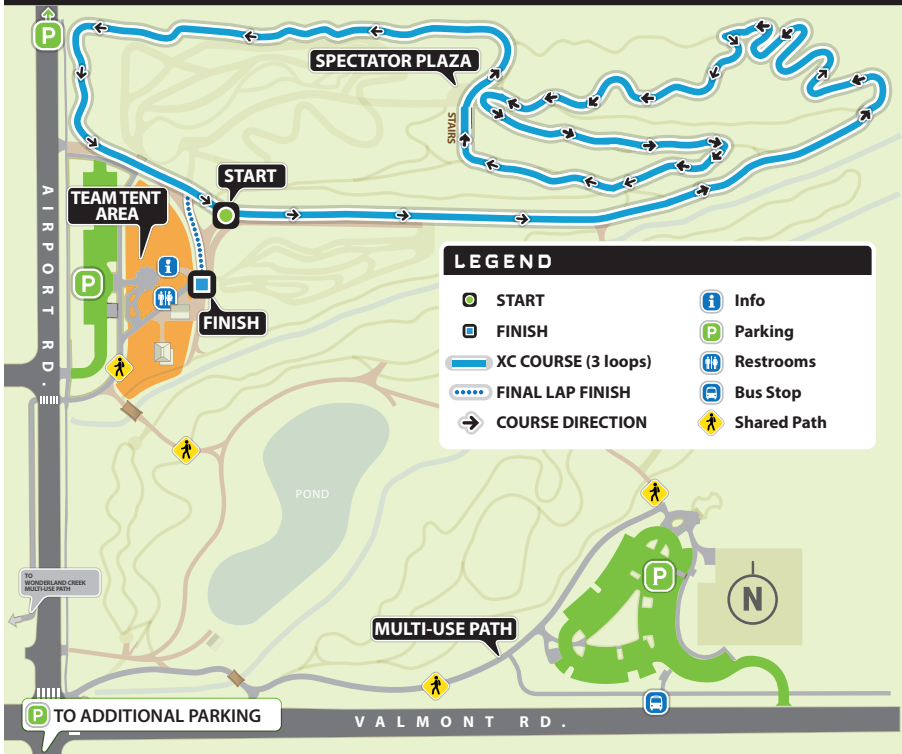 P
SPECTATOR PLAZA
STAIRS
START
TEAM TENT
AREA
AIRPORT RD.
i
P
FINISH
LEGEND
START
FINISH
XC COURSE (3 loops)
FINAL LAP FINISH
COURSE DIRECTION
i Info
P Parking
Restrooms
Bus Stop
Shared Path
POND
TO
WONDERLAND CREEK
MULTI-USE PATH
P
N
MULTI-USE PATH
P TO ADDITIONAL PARKING
VALMONT RD.